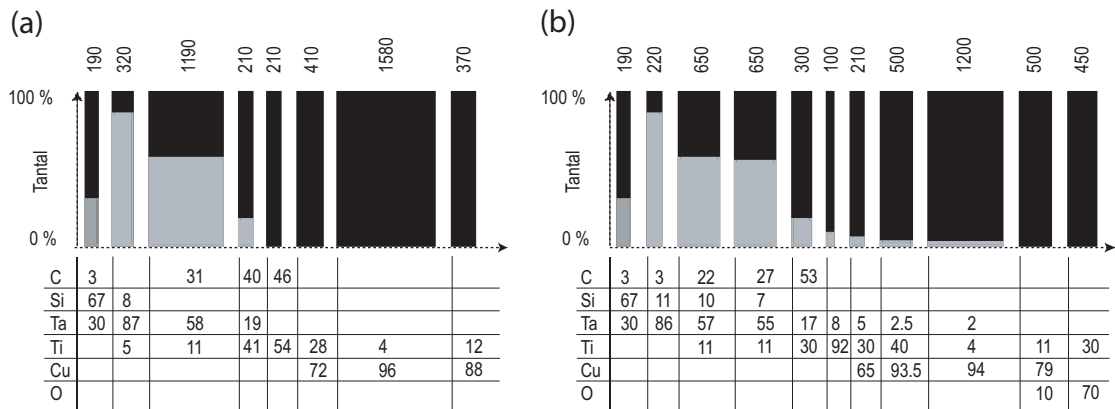 (a)
190 320 1190 210 210 410 1580 370
100 %
Tantal
0 %
C 3 31 40 46
Si 67 8
Ta 30 87 58 19
Ti 5 11 41 54 28 4 12
Cu 72 96 88
O
(b)
190 220 650 650 300 100 210 500 1200 500 450
100 %
Tantal
0 %
C 3 3 22 27 53
Si 67 11 10 7
Ta 30 86 57 55 17 8 5 2.5 2
Ti 11 11 30 92 30 40 4 11 30
Cu 65 93.5 94 79
O 10 70